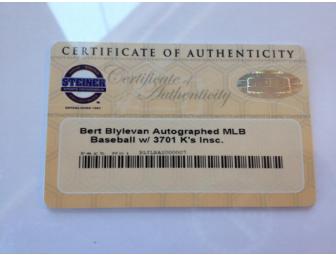 CERTIFICATE OF AUTHENTICITY
STEINER
Certificate of
Authenticity
Bert Blylevan Autographed MLB
Baseball w/ 3701 K's Insc.